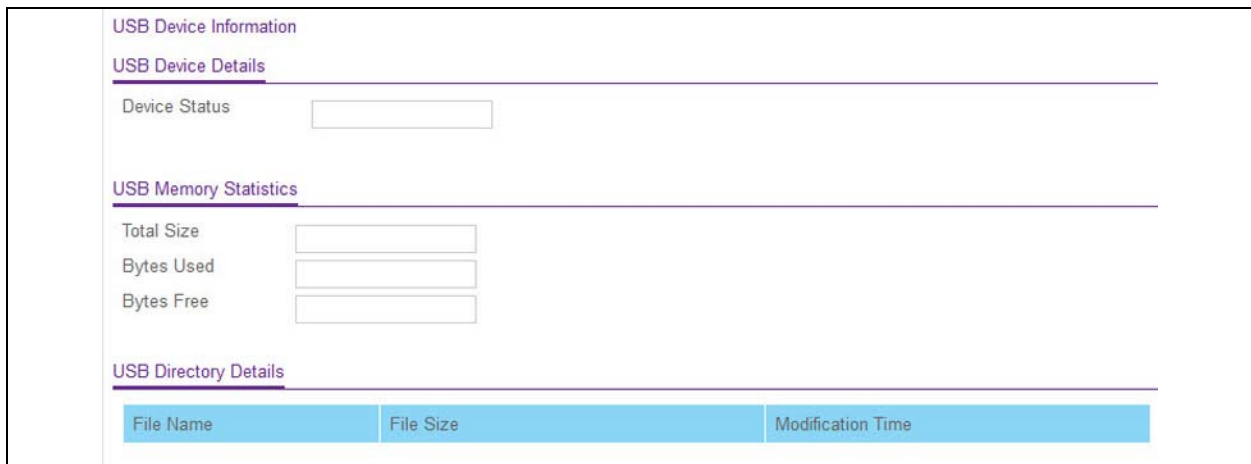 USB Device Information
USB Device Details
Device Status
USB Memory Statistics
Total Size
Bytes Used
Bytes Free
USB Directory Details
File Name File Size Modification Time